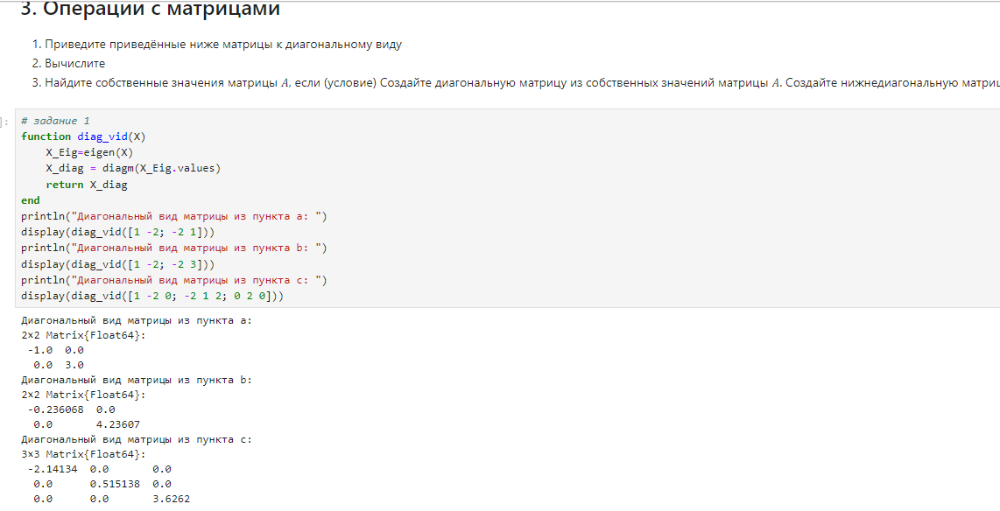 3. Операции с матрицами
1. Приведите приведённые ниже матрицы к диагональному виду
2. Вычислите
3. Найдите собственные значения матрицы A, если (условие) Создайте диагональную матрицу из собственных значений матрицы A. Создайте нижнедиагональную матриц
]:
# задание 1
function diag_vid(X)
    X_Eig=eigen(X)
    X_diag = diagm(X_Eig.values)
    return X_diag
end
println("Диагональный вид матрицы из пункта a: ")
display(diag_vid([1 -2; -2 1]))
println("Диагональный вид матрицы из пункта b: ")
display(diag_vid([1 -2; -2 3]))
println("Диагональный вид матрицы из пункта c: ")
display(diag_vid([1 -2 0; -2 1 2; 0 2 0]))
Диагональный вид матрицы из пункта a:
2×2 Matrix{Float64}:
 -1.0  0.0
  0.0  3.0
Диагональный вид матрицы из пункта b:
2×2 Matrix{Float64}:
 -0.236068  0.0
  0.0       4.23607
Диагональный вид матрицы из пункта c:
3×3 Matrix{Float64}:
 -2.14134  0.0       0.0
  0.0      0.515138  0.0
  0.0      0.0       3.6262